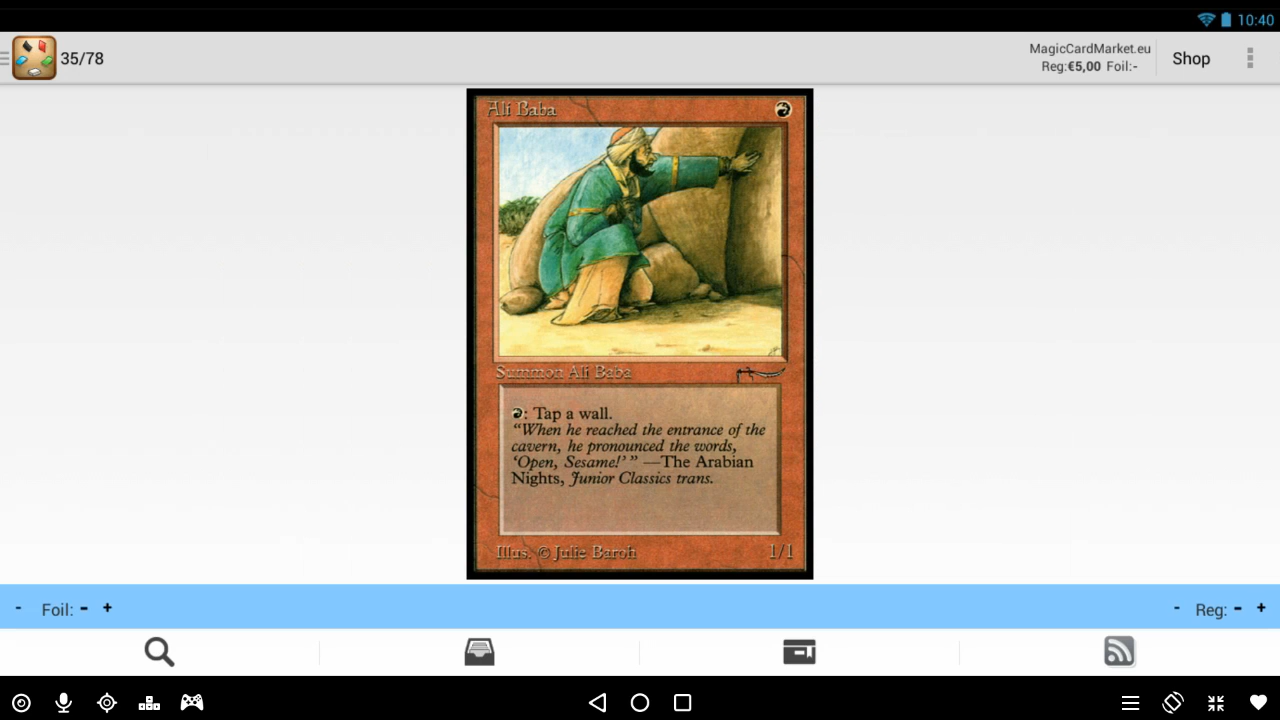 10:40
35/78
MagicCardMarket.eu
Reg:€5,00 Foil:-
Shop
Ali Baba
Summon Ali Baba
: Tap a wall.
“When he reached the entrance of the
cavern, he pronounced the words,
‘Open, Sesame!’ ” —The Arabian
Nights, Junior Classics trans.
Illus. © Julie Baroh
1/1
- Foil: - +
- Reg: - +